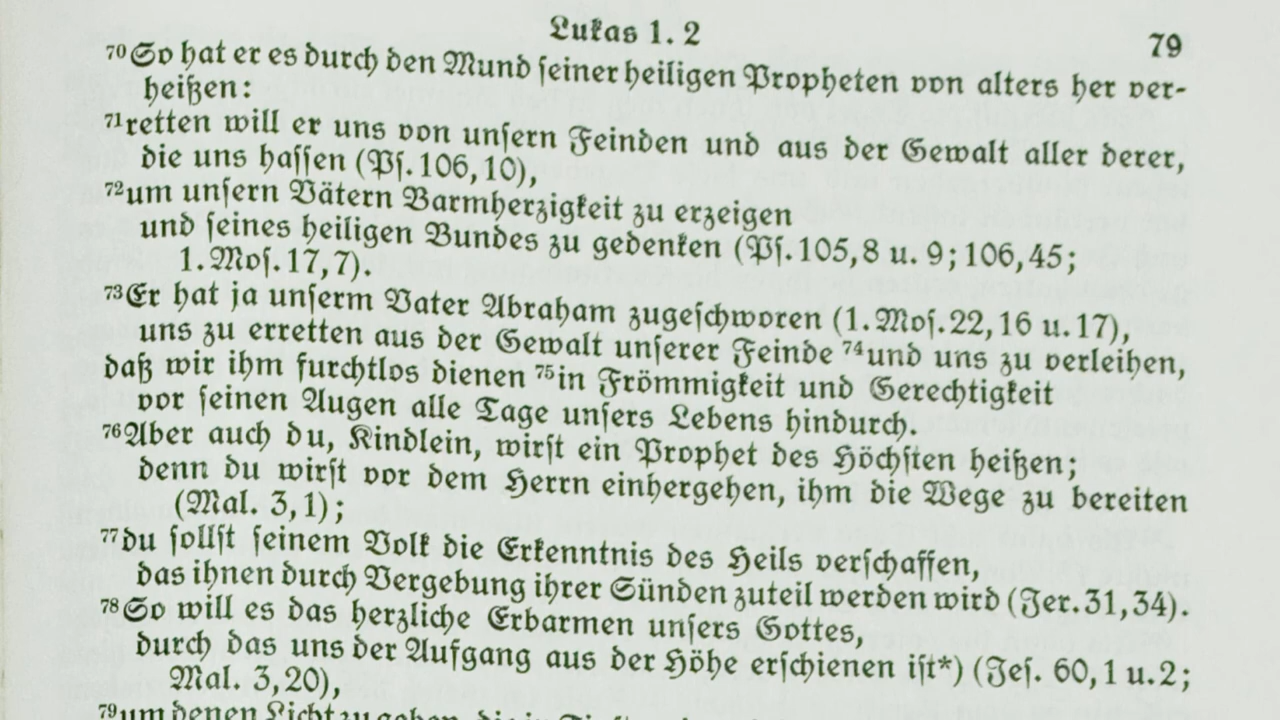 Lukas 1. 2
79
⁷⁰So hat er es durch den Mund seiner heiligen Propheten von alters her ver-
heißen:
⁷¹retten will er uns von unsern Feinden und aus der Gewalt aller derer,
die uns hassen (Ps. 106,10),
⁷²um unsern Vätern Barmherzigkeit zu erzeigen
und seines heiligen Bundes zu gedenken (Ps. 105,8 u. 9; 106,45;
1. Mos. 17,7).
⁷³Er hat ja unserm Vater Abraham zugeschworen (1. Mos. 22,16 u. 17),
uns zu erretten aus der Gewalt unserer Feinde ⁷⁴und uns zu verleihen,
daß wir ihm furchtlos dienen ⁷⁵in Frömmigkeit und Gerechtigkeit
vor seinen Augen alle Tage unsers Lebens hindurch.
⁷⁶Aber auch du, Kindlein, wirst ein Prophet des Höchsten heißen;
denn du wirst vor dem Herrn einhergehen, ihm die Wege zu bereiten
(Mal. 3,1);
⁷⁷du sollst seinem Volk die Erkenntnis des Heils verschaffen,
das ihnen durch Vergebung ihrer Sünden zuteil werden wird (Jer. 31,34).
⁷⁸So will es das herzliche Erbarmen unsers Gottes,
durch das uns der Aufgang aus der Höhe erschienen ist*) (Jes. 60,1 u. 2;
Mal. 3,20),
⁷⁹um denen Licht zu geben, die in